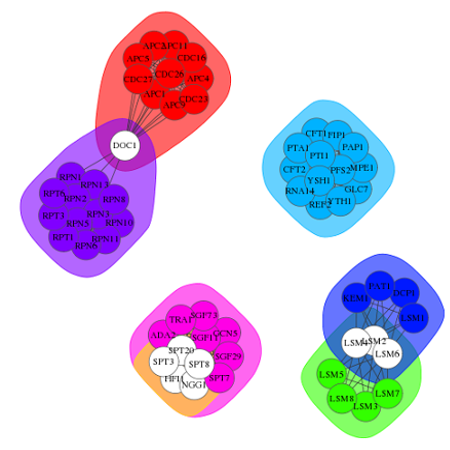 APC2 APC11
APC5 CDC16
CDC27 CDC26 APC4
APC1 CDC23
APC9
DOC1
RPN1 RPN13
RPT6 RPN2 RPN8
RPT3 RPN3 RPN10
RPN5
RPT1 RPN11
RPN6
CFT1 FIP1
PTA1 PTI1 PAP1
CFT2 PFS2 MPE1
YSH1
RNA14 GLC7
REF2 YTH1
SGF73
TRA1
ADA2 SGF11 GCN5
SPT20
SPT3 SPT8 SGF29
HFI1 NGG1 SPT7
PAT1
KEM1 DCP1
LSM1
LSM4 LSM2
LSM6
LSM5
LSM8 LSM3 LSM7